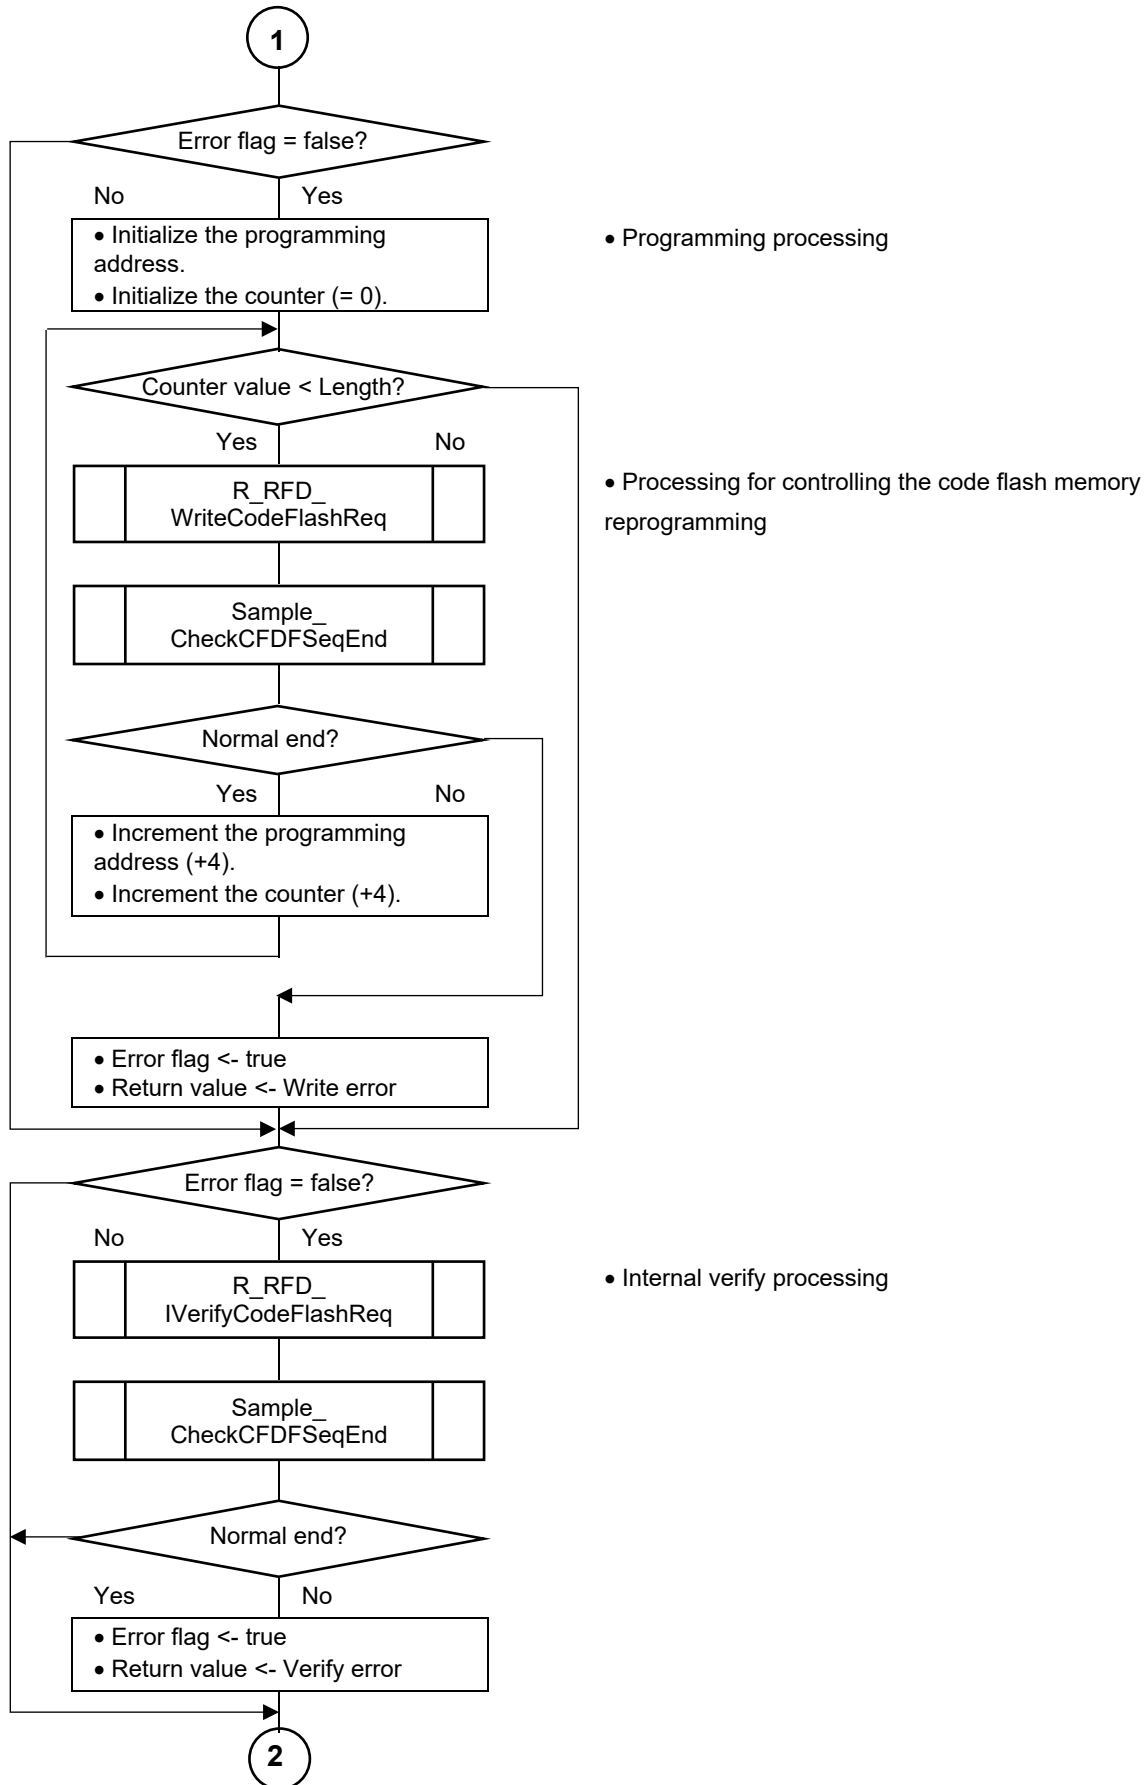 1
Error flag = false?
No
Yes
• Initialize the programming
address.
• Initialize the counter (= 0).
• Programming processing
Counter value < Length?
Yes
No
R_RFD_
WriteCodeFlashReq
• Processing for controlling the code flash memory
reprogramming
Sample_
CheckCFDFSeqEnd
Normal end?
Yes
No
• Increment the programming
address (+4).
• Increment the counter (+4).
• Error flag <- true
• Return value <- Write error
Error flag = false?
No
Yes
R_RFD_
IVerifyCodeFlashReq
• Internal verify processing
Sample_
CheckCFDFSeqEnd
Normal end?
Yes
No
• Error flag <- true
• Return value <- Verify error
2